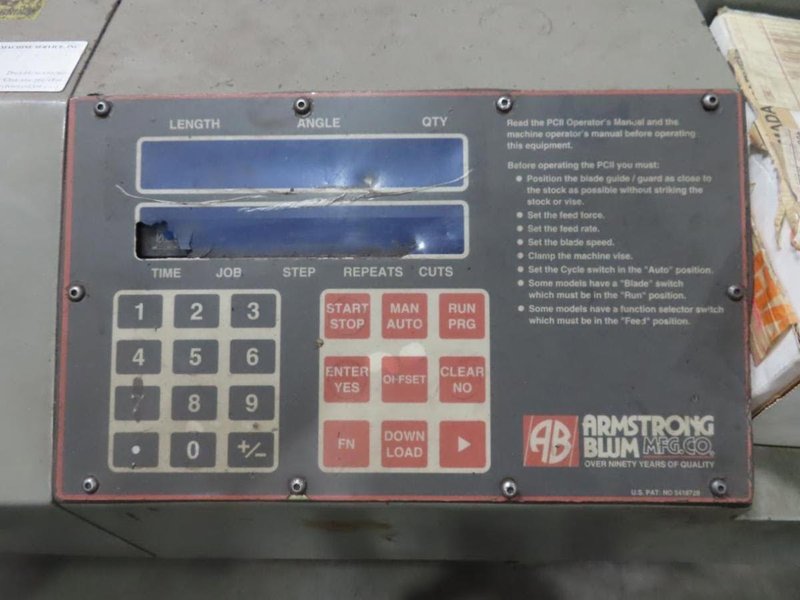 MACHINE SERVICE, INC
LENGTH ANGLE QTY
TIME JOB STEP REPEATS CUTS
1 2 3
4 5 6
7 8 9
. 0 +/-
START STOP
MAN AUTO
RUN PRG
ENTER YES
OFFSET
CLEAR NO
FN
DOWN LOAD
Read the PCII Operator's Manual and the
machine operator's manual before operating
this equipment.
Before operating the PCII you must:
● Position the blade guide / guard as close to
the stock as possible without striking the
stock or vise.
● Set the feed force.
● Set the feed rate.
● Set the blade speed.
● Clamp the machine vise.
● Set the Cycle switch in the "Auto" position.
● Some models have a "Blade" switch
which must be in the "Run" position.
● Some models have a function selector switch
which must be in the "Feed" position.
AB
ARMSTRONG
BLUM MFG.CO.
OVER NINETY YEARS OF QUALITY
U.S. PAT. NO 5418729